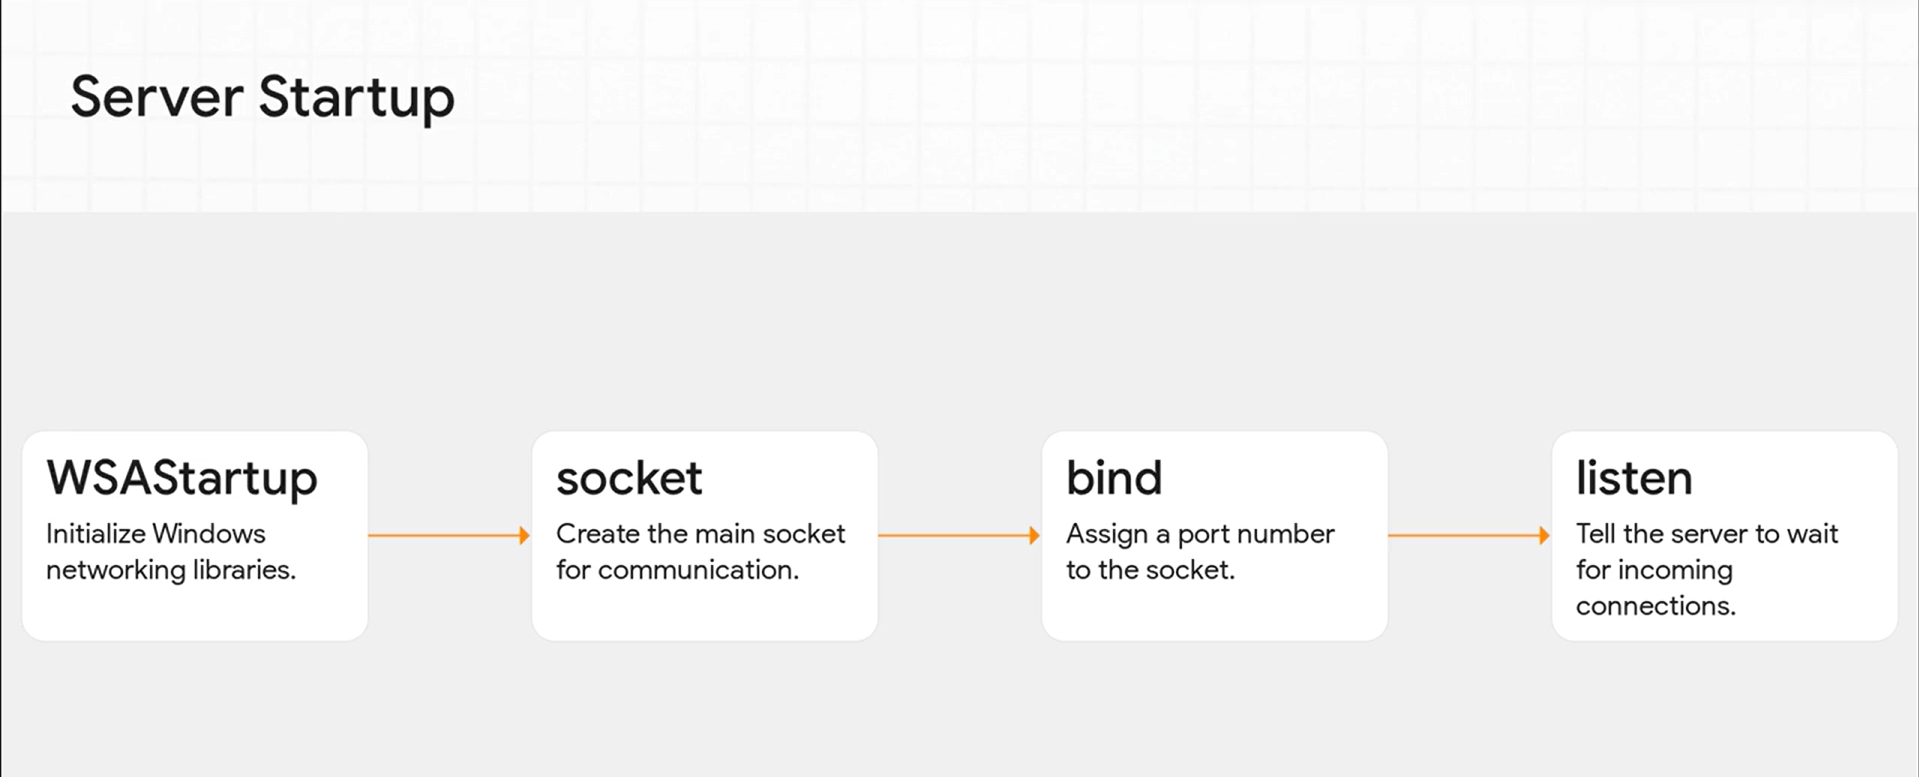 Server Startup
WSAStartup
Initialize Windows
networking libraries.
socket
Create the main socket
for communication.
bind
Assign a port number
to the socket.
listen
Tell the server to wait
for incoming
connections.